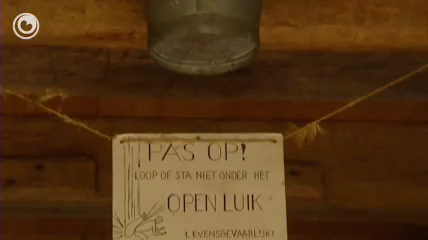 PAS OP!
LOOP OF STA NIET ONDER HET
OPEN LUIK
LEVENSGEVAARLIJK!